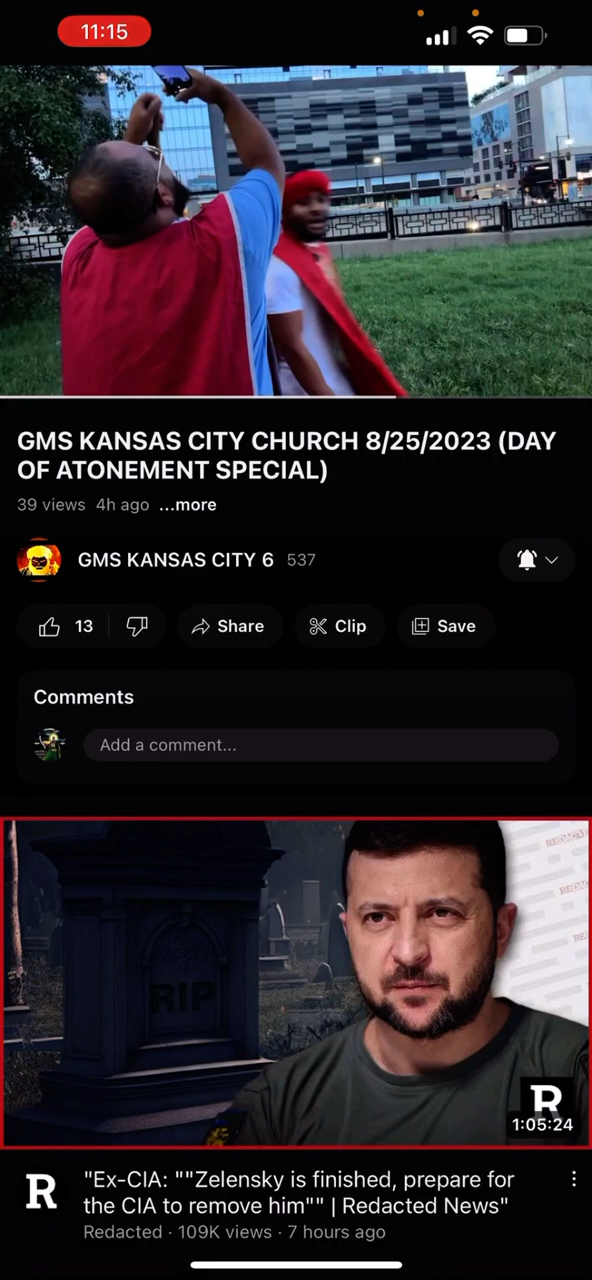 11:15
GMS KANSAS CITY CHURCH 8/25/2023 (DAY
OF ATONEMENT SPECIAL)
39 views 4h ago ...more
GMS KANSAS CITY 6 537
13 Share Clip Save
Comments
Add a comment...
RIP
R
1:05:24
R
"Ex-CIA: ""Zelensky is finished, prepare for
the CIA to remove him"" | Redacted News"
Redacted · 109K views · 7 hours ago